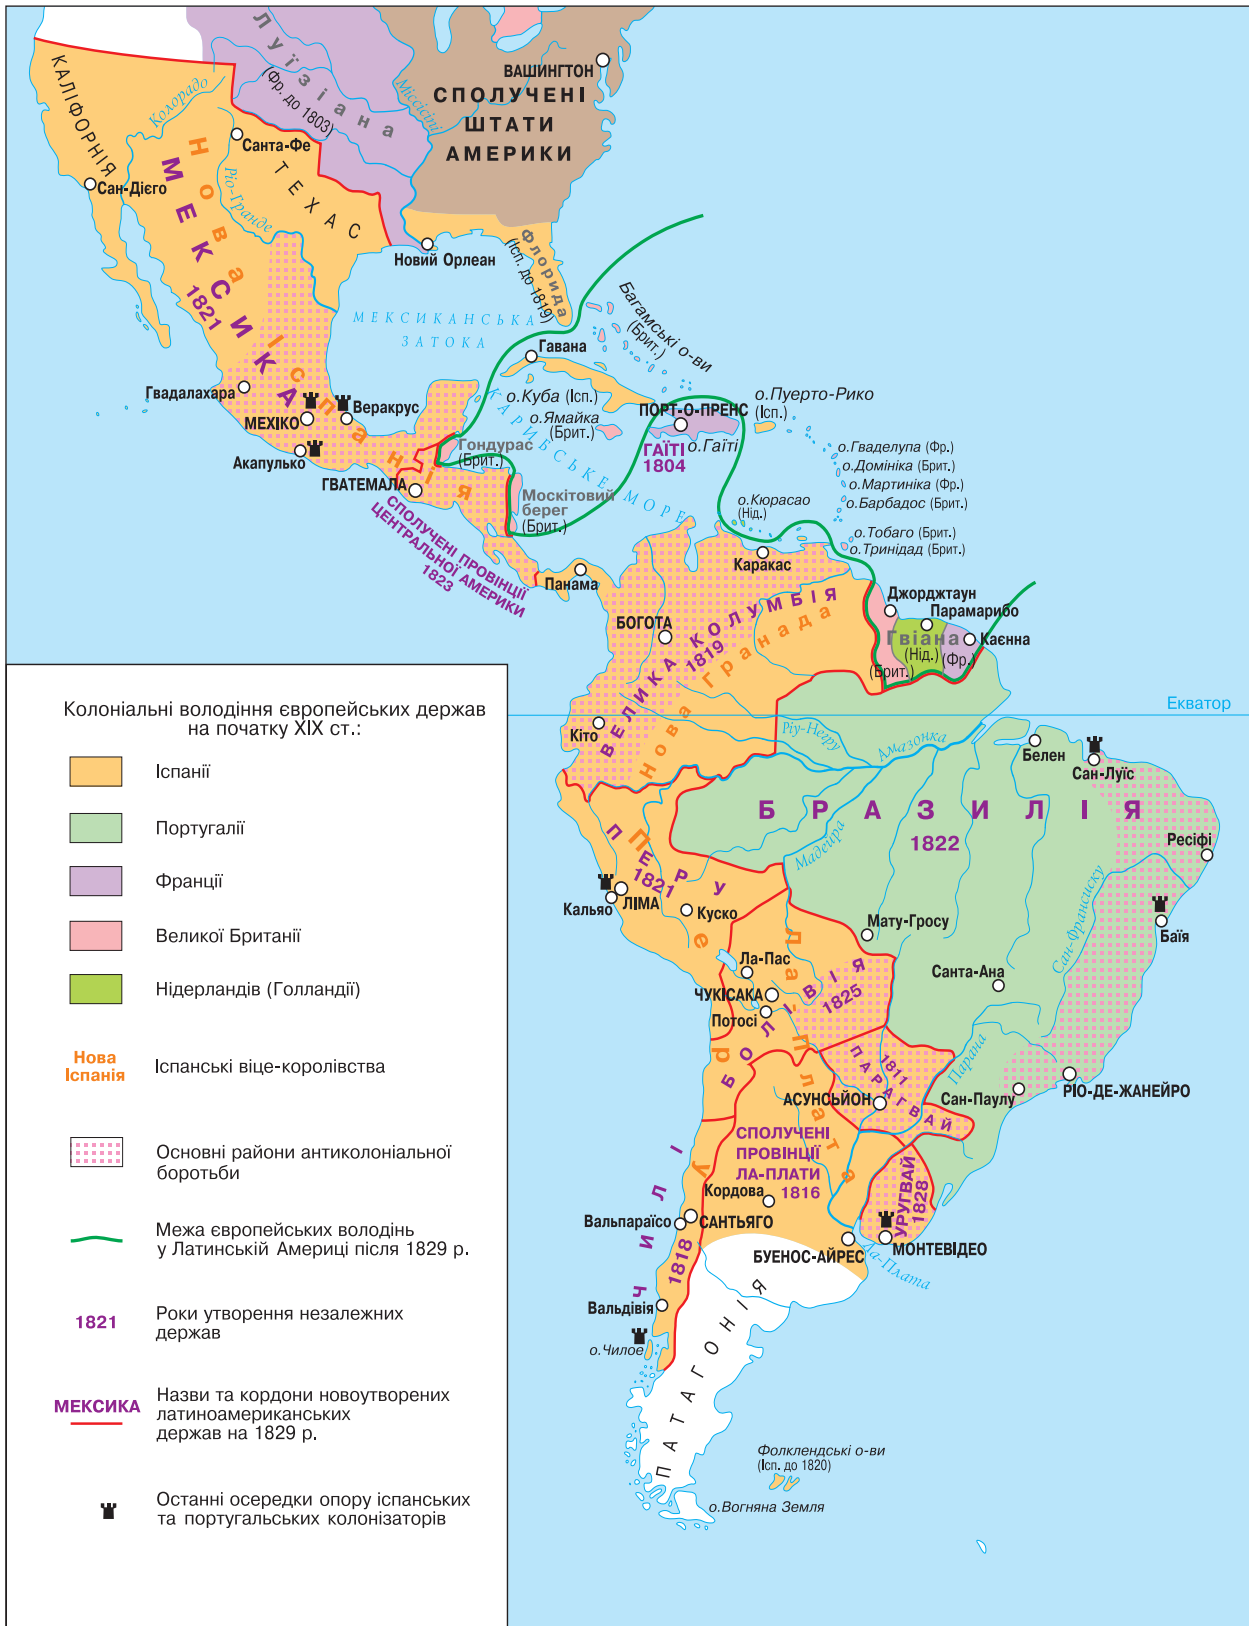 Луїзіана
(Фр. до 1803)
ВАШИНГТОН
СПОЛУЧЕНІ
ШТАТИ
АМЕРИКИ
Міссісіпі
КАЛІФОРНІЯ
Колорадо
Санта-Фе
Сан-Дієго
Ріо-Гранде
ТЕХАС
Нова Іспанія
МЕКСИКА
1821
Новий Орлеан
Флорида
(Ісп. до 1819)
МЕКСИКАНСЬКА
ЗАТОКА
Багамські о-ви
(Брит.)
Гавана
о.Куба (Ісп.)
о.Ямайка
(Брит.)
ПОРТ-О-ПРЕНС
о.Гаїті
ГАЇТІ
1804
о.Пуерто-Рико
(Ісп.)
Гвадалахара
МЕХІКО
Веракрус
Акапулько
ГВАТЕМАЛА
Гондурас
(Брит.)
Москітовий
берег
(Брит.)
КАРИБСЬКЕ МОРЕ
о.Гваделупа (Фр.)
о.Домініка (Брит.)
о.Мартиніка (Фр.)
о.Барбадос (Брит.)
о.Кюрасао
(Нід.)
о.Тобаго (Брит.)
о.Тринідад (Брит.)
СПОЛУЧЕНІ ПРОВІНЦІЇ
ЦЕНТРАЛЬНОЇ АМЕРИКИ
1823
Панама
Каракас
БОГОТА
ВЕЛИКА КОЛУМБІЯ
1819
Нова Гранада
Джорджтаун
Парамарибо
Каєнна
Гвіана
(Брит.)
(Нід.)
(Фр.)
Екватор
Кіто
Ріу-Негру
Амазонка
Белен
Сан-Луїс
БРАЗИЛІЯ
1822
Мадейра
Ресіфі
Сан-Франсиску
Баїя
ПЕРУ
1821
Перу
Кальяо
ЛІМА
Куско
Мату-Гросу
Санта-Ана
Ла-Пас
ЧУКІСАКА
Потосі
БОЛІВІЯ
1825
Ла-Плата
ПАРАГВАЙ
1811
АСУНСЬЙОН
Парана
Сан-Паулу
РІО-ДЕ-ЖАНЕЙРО
СПОЛУЧЕНІ
ПРОВІНЦІЇ
ЛА-ПЛАТИ
1816
Кордова
УРУГВАЙ
1828
ЧИЛІ
1818
Вальпараїсо
САНТЬЯГО
БУЕНОС-АЙРЕС
МОНТЕВІДЕО
Ла-Плата
Вальдівія
о.Чилое
ПАТАГОНІЯ
Фолклендські о-ви
(Ісп. до 1820)
о.Вогняна Земля
Колоніальні володіння європейських держав
на початку XIX ст.:
Іспанії
Португалії
Франції
Великої Британії
Нідерландів (Голландії)
Нова
Іспанія
Іспанські віце-королівства
Основні райони антиколоніальної
боротьби
Межа європейських володінь
у Латинській Америці після 1829 р.
1821
Роки утворення незалежних
держав
МЕКСИКА
Назви та кордони новоутворених
латиноамериканських
держав на 1829 р.
Останні осередки опору іспанських
та португальських колонізаторів